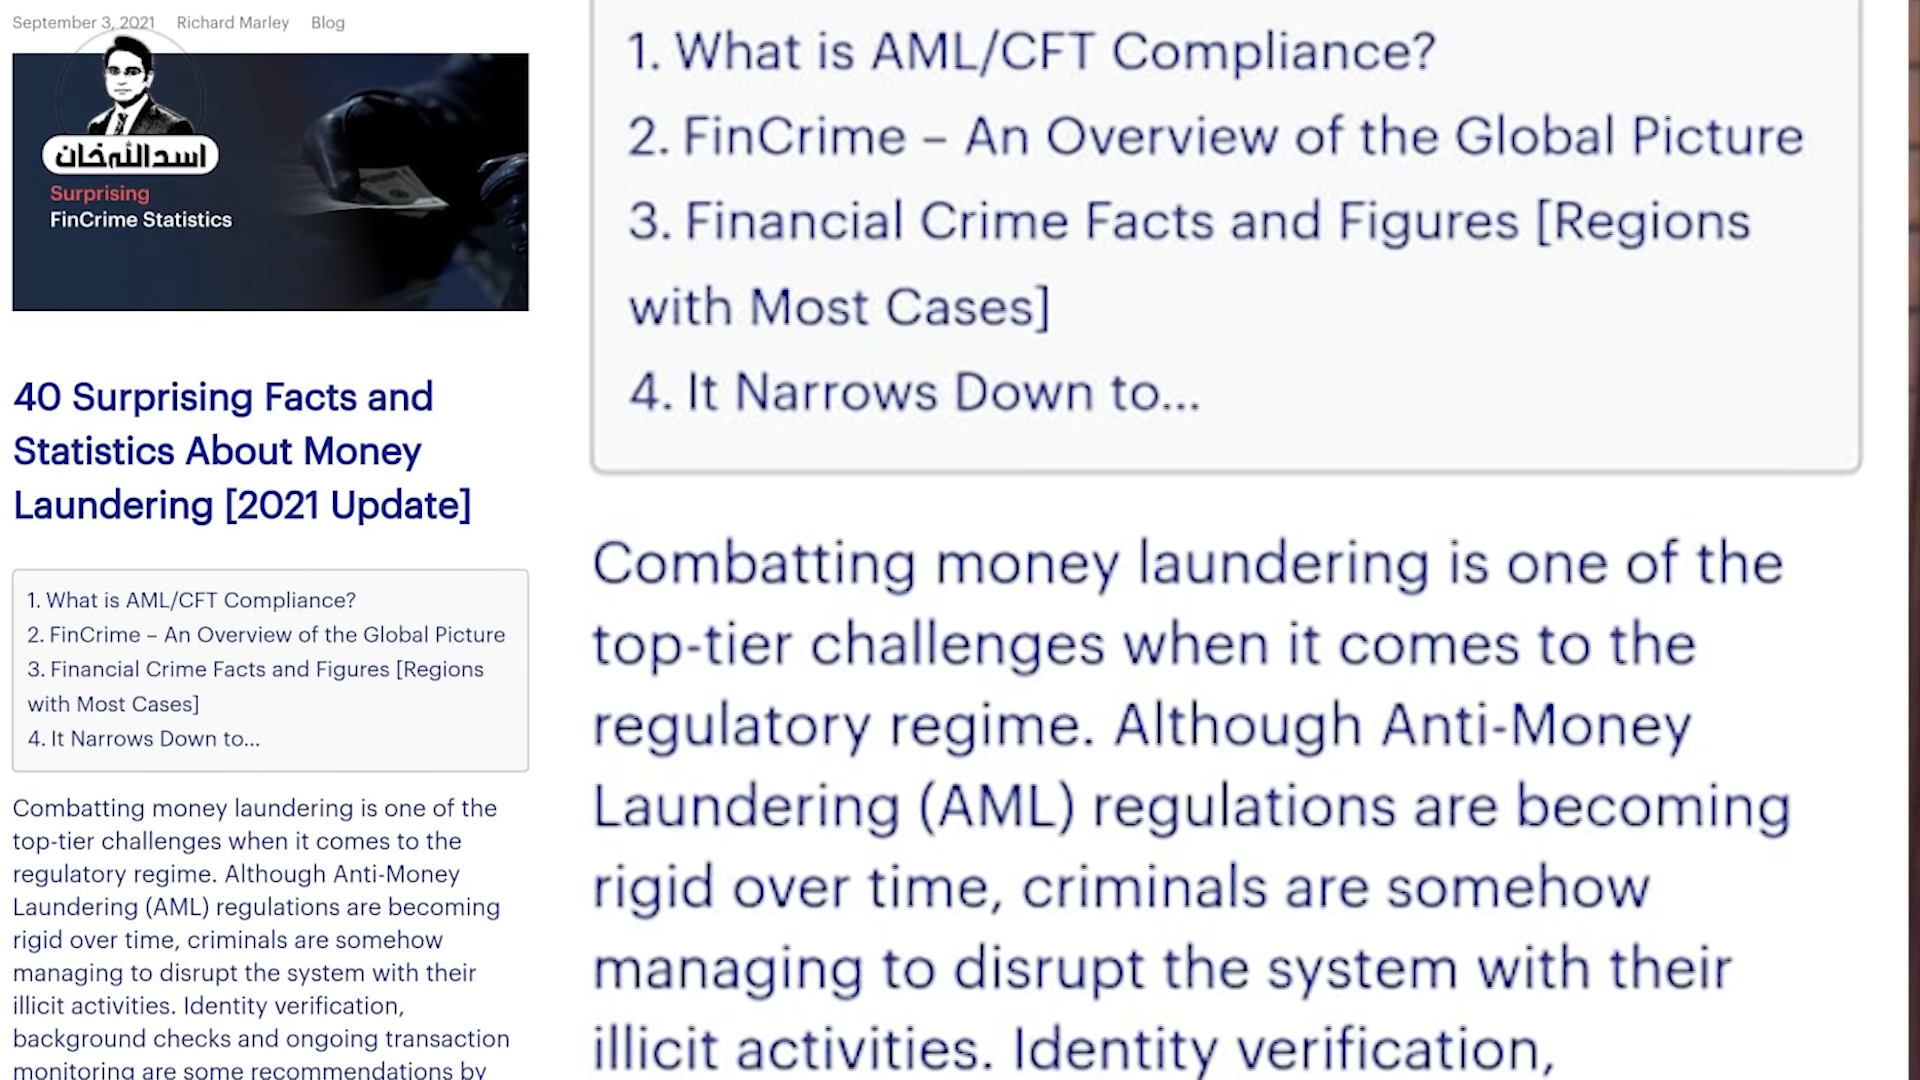 September 3, 2021 Richard Marley Blog
اسداللہ خان
Surprising
FinCrime Statistics
40 Surprising Facts and
Statistics About Money
Laundering [2021 Update]
1. What is AML/CFT Compliance?
2. FinCrime – An Overview of the Global Picture
3. Financial Crime Facts and Figures [Regions
with Most Cases]
4. It Narrows Down to...
Combatting money laundering is one of the
top-tier challenges when it comes to the
regulatory regime. Although Anti-Money
Laundering (AML) regulations are becoming
rigid over time, criminals are somehow
managing to disrupt the system with their
illicit activities. Identity verification,
background checks and ongoing transaction
monitoring are some recommendations by
1. What is AML/CFT Compliance?
2. FinCrime – An Overview of the Global Picture
3. Financial Crime Facts and Figures [Regions
with Most Cases]
4. It Narrows Down to...
Combatting money laundering is one of the
top-tier challenges when it comes to the
regulatory regime. Although Anti-Money
Laundering (AML) regulations are becoming
rigid over time, criminals are somehow
managing to disrupt the system with their
illicit activities. Identity verification,